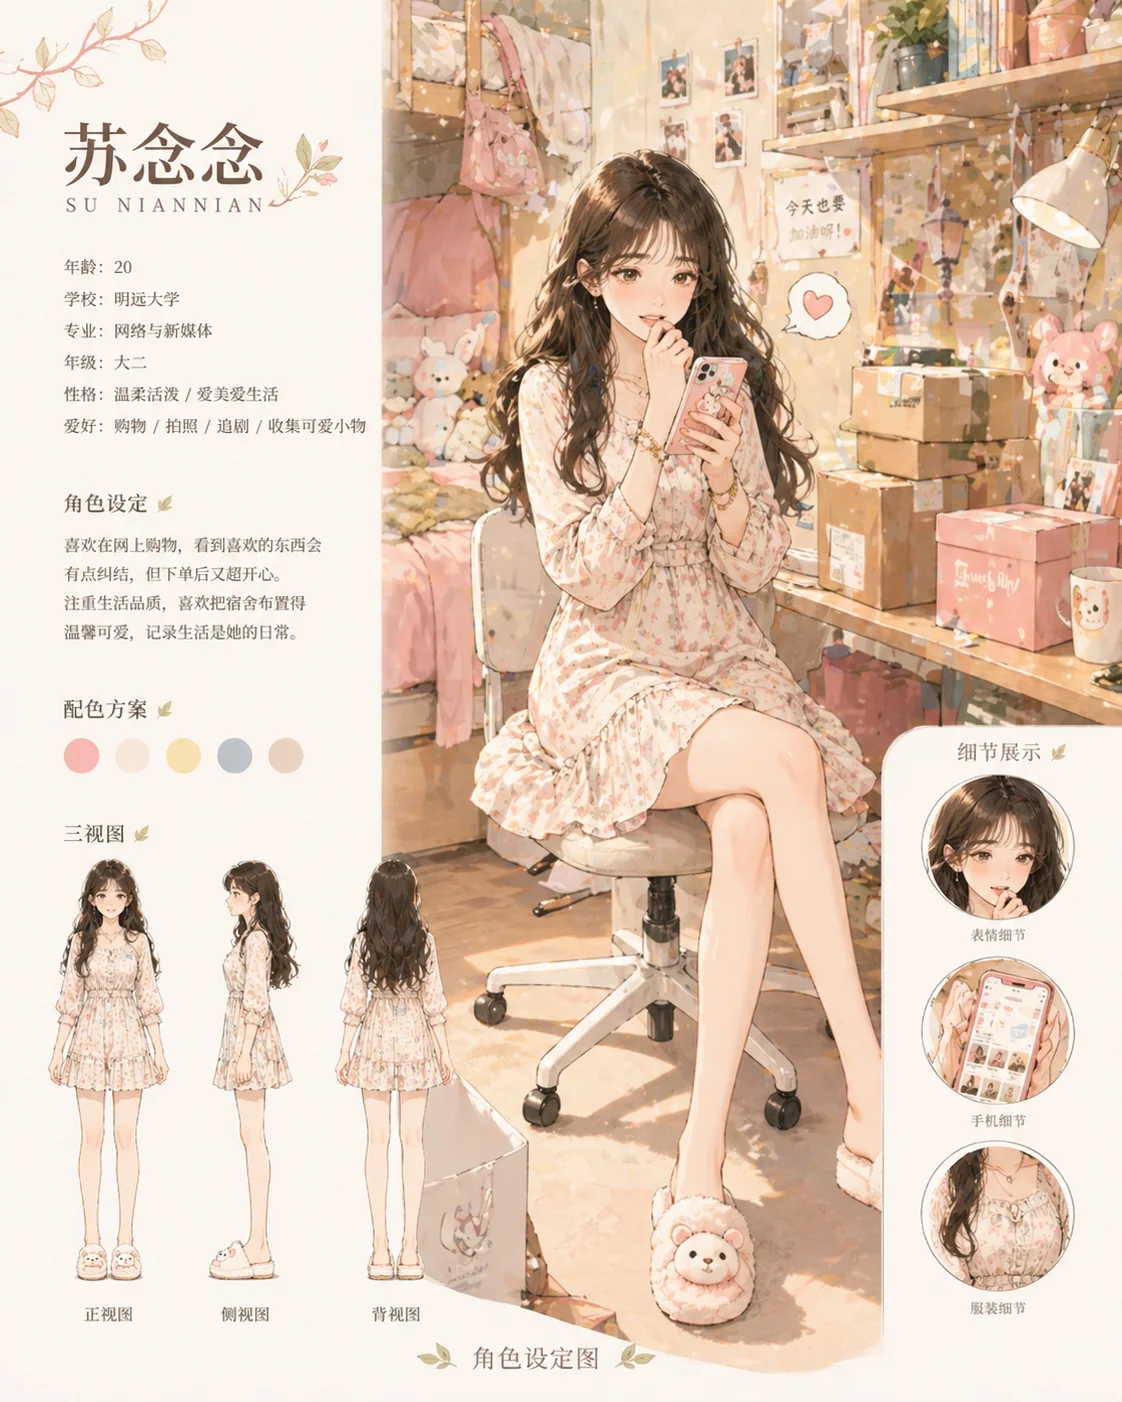 苏念念
SU NIANNIAN
年龄：20
学校：明远大学
专业：网络与新媒体
年级：大二
性格：温柔活泼 / 爱美爱生活
爱好：购物 / 拍照 / 追剧 / 收集可爱小物
角色设定
喜欢在网上购物，看到喜欢的东西会
有点纠结，但下单后又超开心。
注重生活品质，喜欢把宿舍布置得
温馨可爱，记录生活是她的日常。
配色方案
三视图
正视图
侧视图
背视图
今天也要
加油呀！
细节展示
表情细节
手机细节
服装细节
角色设定图